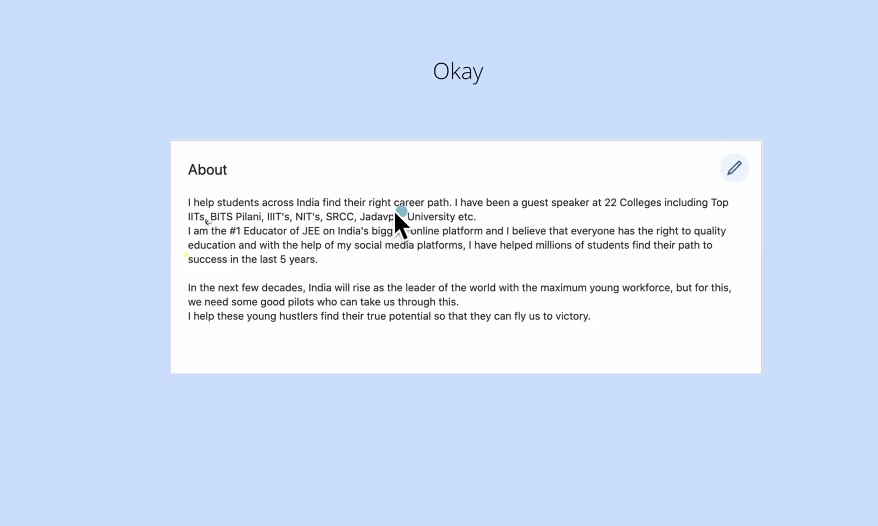 Okay
About
I help students across India find their right career path. I have been a guest speaker at 22 Colleges including Top
IITs, BITS Pilani, IIIT's, NIT's, SRCC, University etc.
I am the #1 Educator of JEE on India's online platform and I believe that everyone has the right to quality
education and with the help of my social media platforms, I have helped millions of students find their path to
success in the last 5 years.
In the next few decades, India will rise as the leader of the world with the maximum young workforce, but for this,
we need some good pilots who can take us through this.
I help these young hustlers find their true potential so that they can fly us to victory.